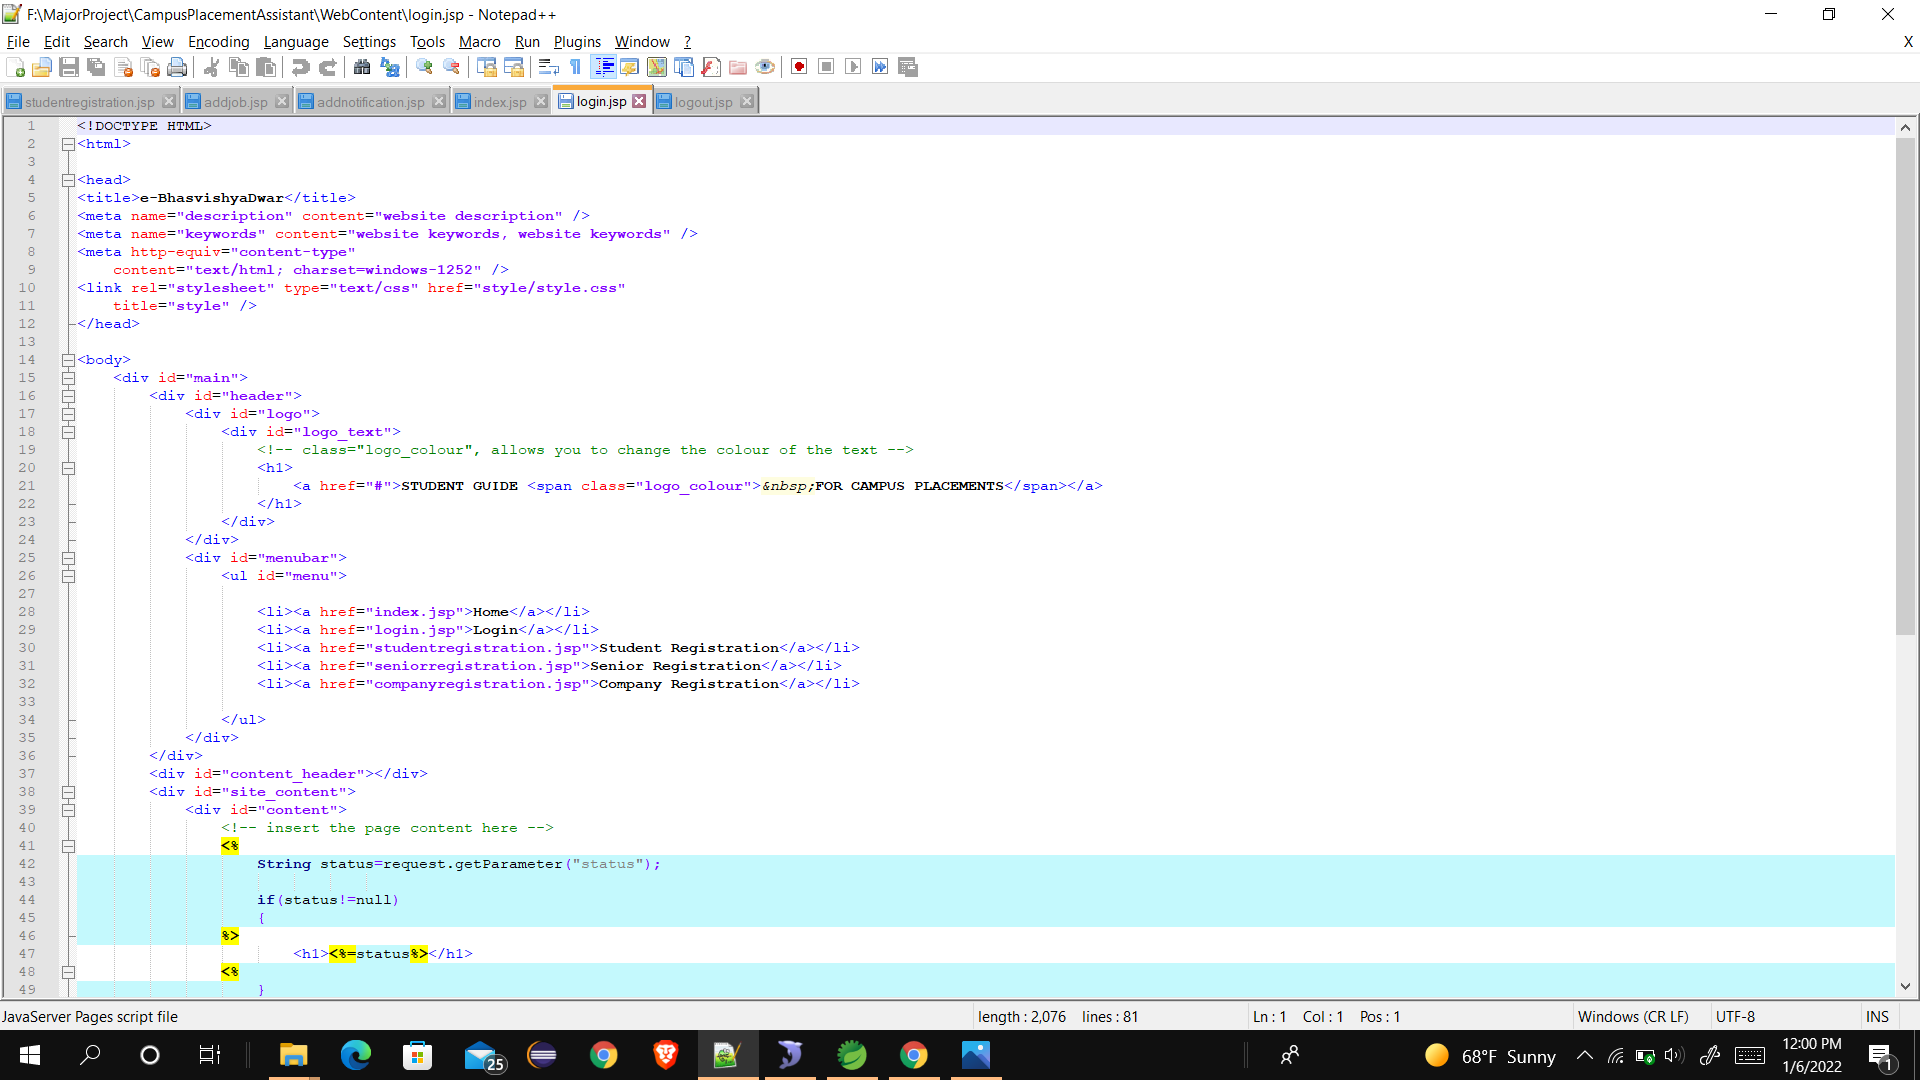 F:\MajorProject\CampusPlacementAssistant\WebContent\login.jsp - Notepad++
File Edit Search View Encoding Language Settings Tools Macro Run Plugins Window ? X
studentregistration.jsp addjob.jsp addnotification.jsp index.jsp login.jsp logout.jsp
1 <!DOCTYPE HTML>
2 <html>
3
4 <head>
5 <title>e-BhasvishyaDwar</title>
6 <meta name="description" content="website description" />
7 <meta name="keywords" content="website keywords, website keywords" />
8 <meta http-equiv="content-type"
9 content="text/html; charset=windows-1252" />
10 <link rel="stylesheet" type="text/css" href="style/style.css"
11 title="style" />
12 </head>
13
14 <body>
15 <div id="main">
16 <div id="header">
17 <div id="logo">
18 <div id="logo_text">
19 <!-- class="logo_colour", allows you to change the colour of the text -->
20 <h1>
21 <a href="#">STUDENT GUIDE <span class="logo_colour">&nbsp;FOR CAMPUS PLACEMENTS</span></a>
22 </h1>
23 </div>
24 </div>
25 <div id="menubar">
26 <ul id="menu">
27
28 <li><a href="index.jsp">Home</a></li>
29 <li><a href="login.jsp">Login</a></li>
30 <li><a href="studentregistration.jsp">Student Registration</a></li>
31 <li><a href="seniorregistration.jsp">Senior Registration</a></li>
32 <li><a href="companyregistration.jsp">Company Registration</a></li>
33
34 </ul>
35 </div>
36 </div>
37 <div id="content_header"></div>
38 <div id="site_content">
39 <div id="content">
40 <!-- insert the page content here -->
41 <%
42 String status=request.getParameter("status");
43
44 if(status!=null)
45 {
46 %>
47 <h1><%=status%></h1>
48 <%
49 }
JavaServer Pages script file length : 2,076 lines : 81 Ln : 1 Col : 1 Pos : 1 Windows (CR LF) UTF-8 INS
25 68°F Sunny 12:00 PM
1/6/2022 1